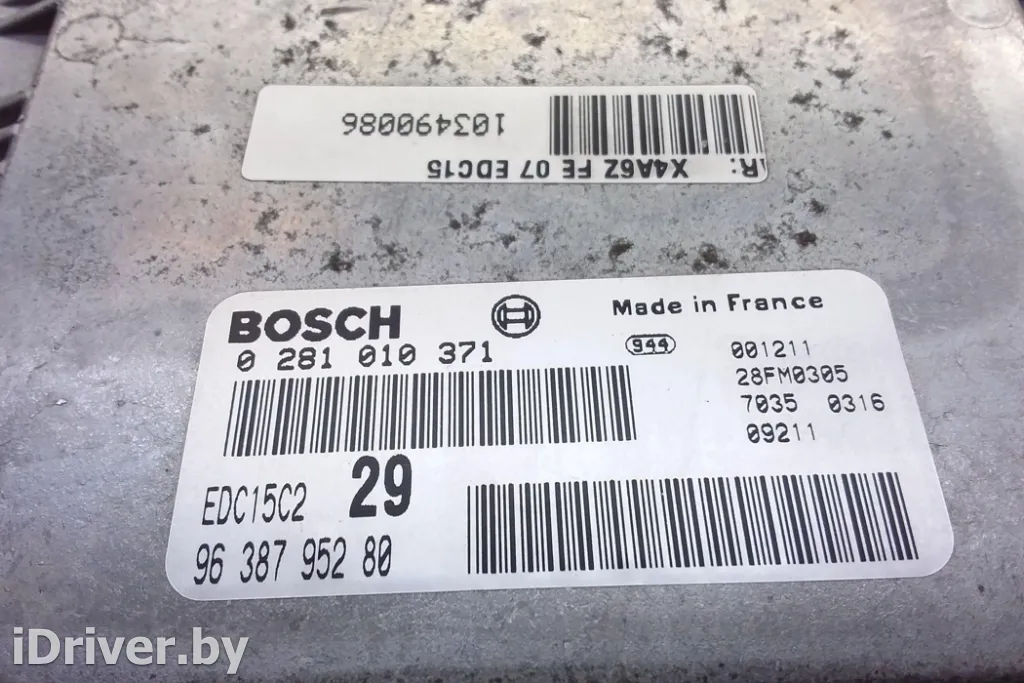 103490086
R: X4A6Z FE 07 EDC15
BOSCH
Made in France
0 281 010 371
944
001211
28FM0305
7035 0316
09211
EDC15C2 29
96 387 952 80
iDriver.by